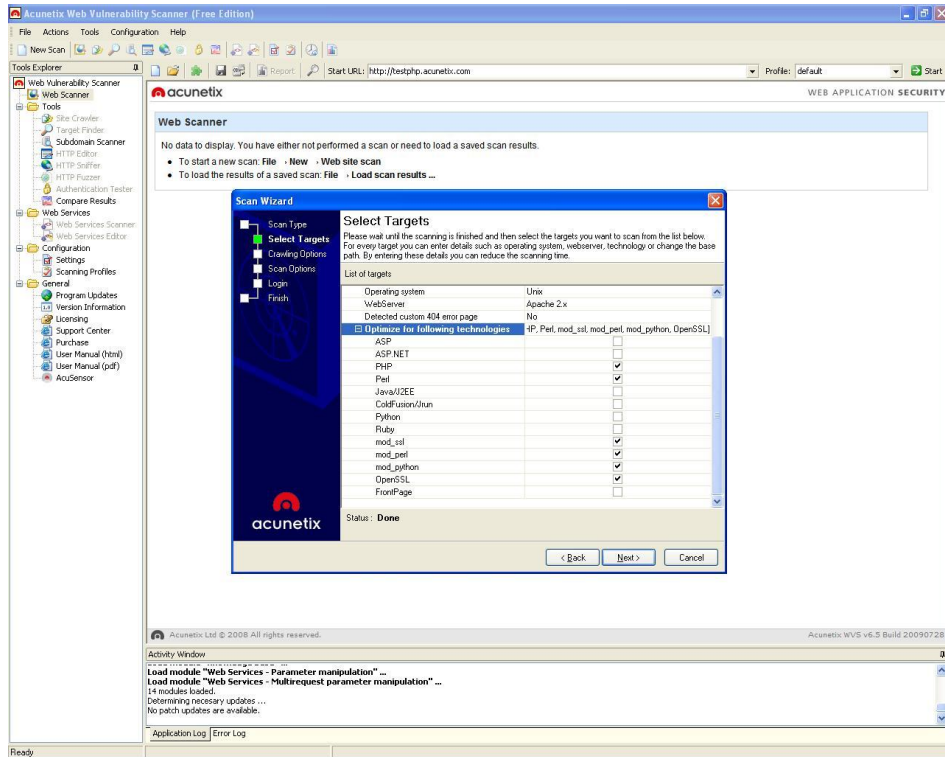 Acunetix Web Vulnerability Scanner (Free Edition)
File Actions Tools Configuration Help
New Scan
Tools Explorer
Report
Start URL: http://testphp.acunetix.com
Profile: default
Start
Web Vulnerability Scanner
Web Scanner
Tools
Site Crawler
Target Finder
Subdomain Scanner
HTTP Editor
HTTP Sniffer
HTTP Fuzzer
Authentication Tester
Compare Results
Web Services
Web Services Scanner
Web Services Editor
Configuration
Settings
Scanning Profiles
General
Program Updates
Version Information
Licensing
Support Center
Purchase
User Manual (html)
User Manual (pdf)
AcuSensor
acunetix
WEB APPLICATION SECURITY
Web Scanner
No data to display. You have either not performed a scan or need to load a saved scan results.
To start a new scan: File → New → Web site scan
To load the results of a saved scan: File → Load scan results ...
Scan Wizard
Scan Type
Select Targets
Crawling Options
Scan Options
Login
Finish
acunetix
Select Targets
Please wait until the scanning is finished and then select the targets you want to scan from the list below.
For every target you can enter details such as operating system, webserver, technology or change the base
path. By entering these details you can reduce the scanning time.
List of targets
Operating system Unix
WebServer Apache 2.x
Detected custom 404 error page No
Optimize for following technologies HP, Perl, mod_ssl, mod_perl, mod_python, OpenSSL]
ASP
ASP.NET
PHP
Perl
Java/J2EE
ColdFusion/Jrun
Python
Ruby
mod_ssl
mod_perl
mod_python
OpenSSL
FrontPage
Status : Done
< Back
Next >
Cancel
Acunetix Ltd © 2008 All rights reserved.
Acunetix WVS v6.5 Build 20090728
Activity Window
Load module "Web Services - Parameter manipulation" ...
Load module "Web Services - Multirequest parameter manipulation" ...
14 modules loaded.
Determining necesary updates ...
No patch updates are available.
Application Log Error Log
Ready